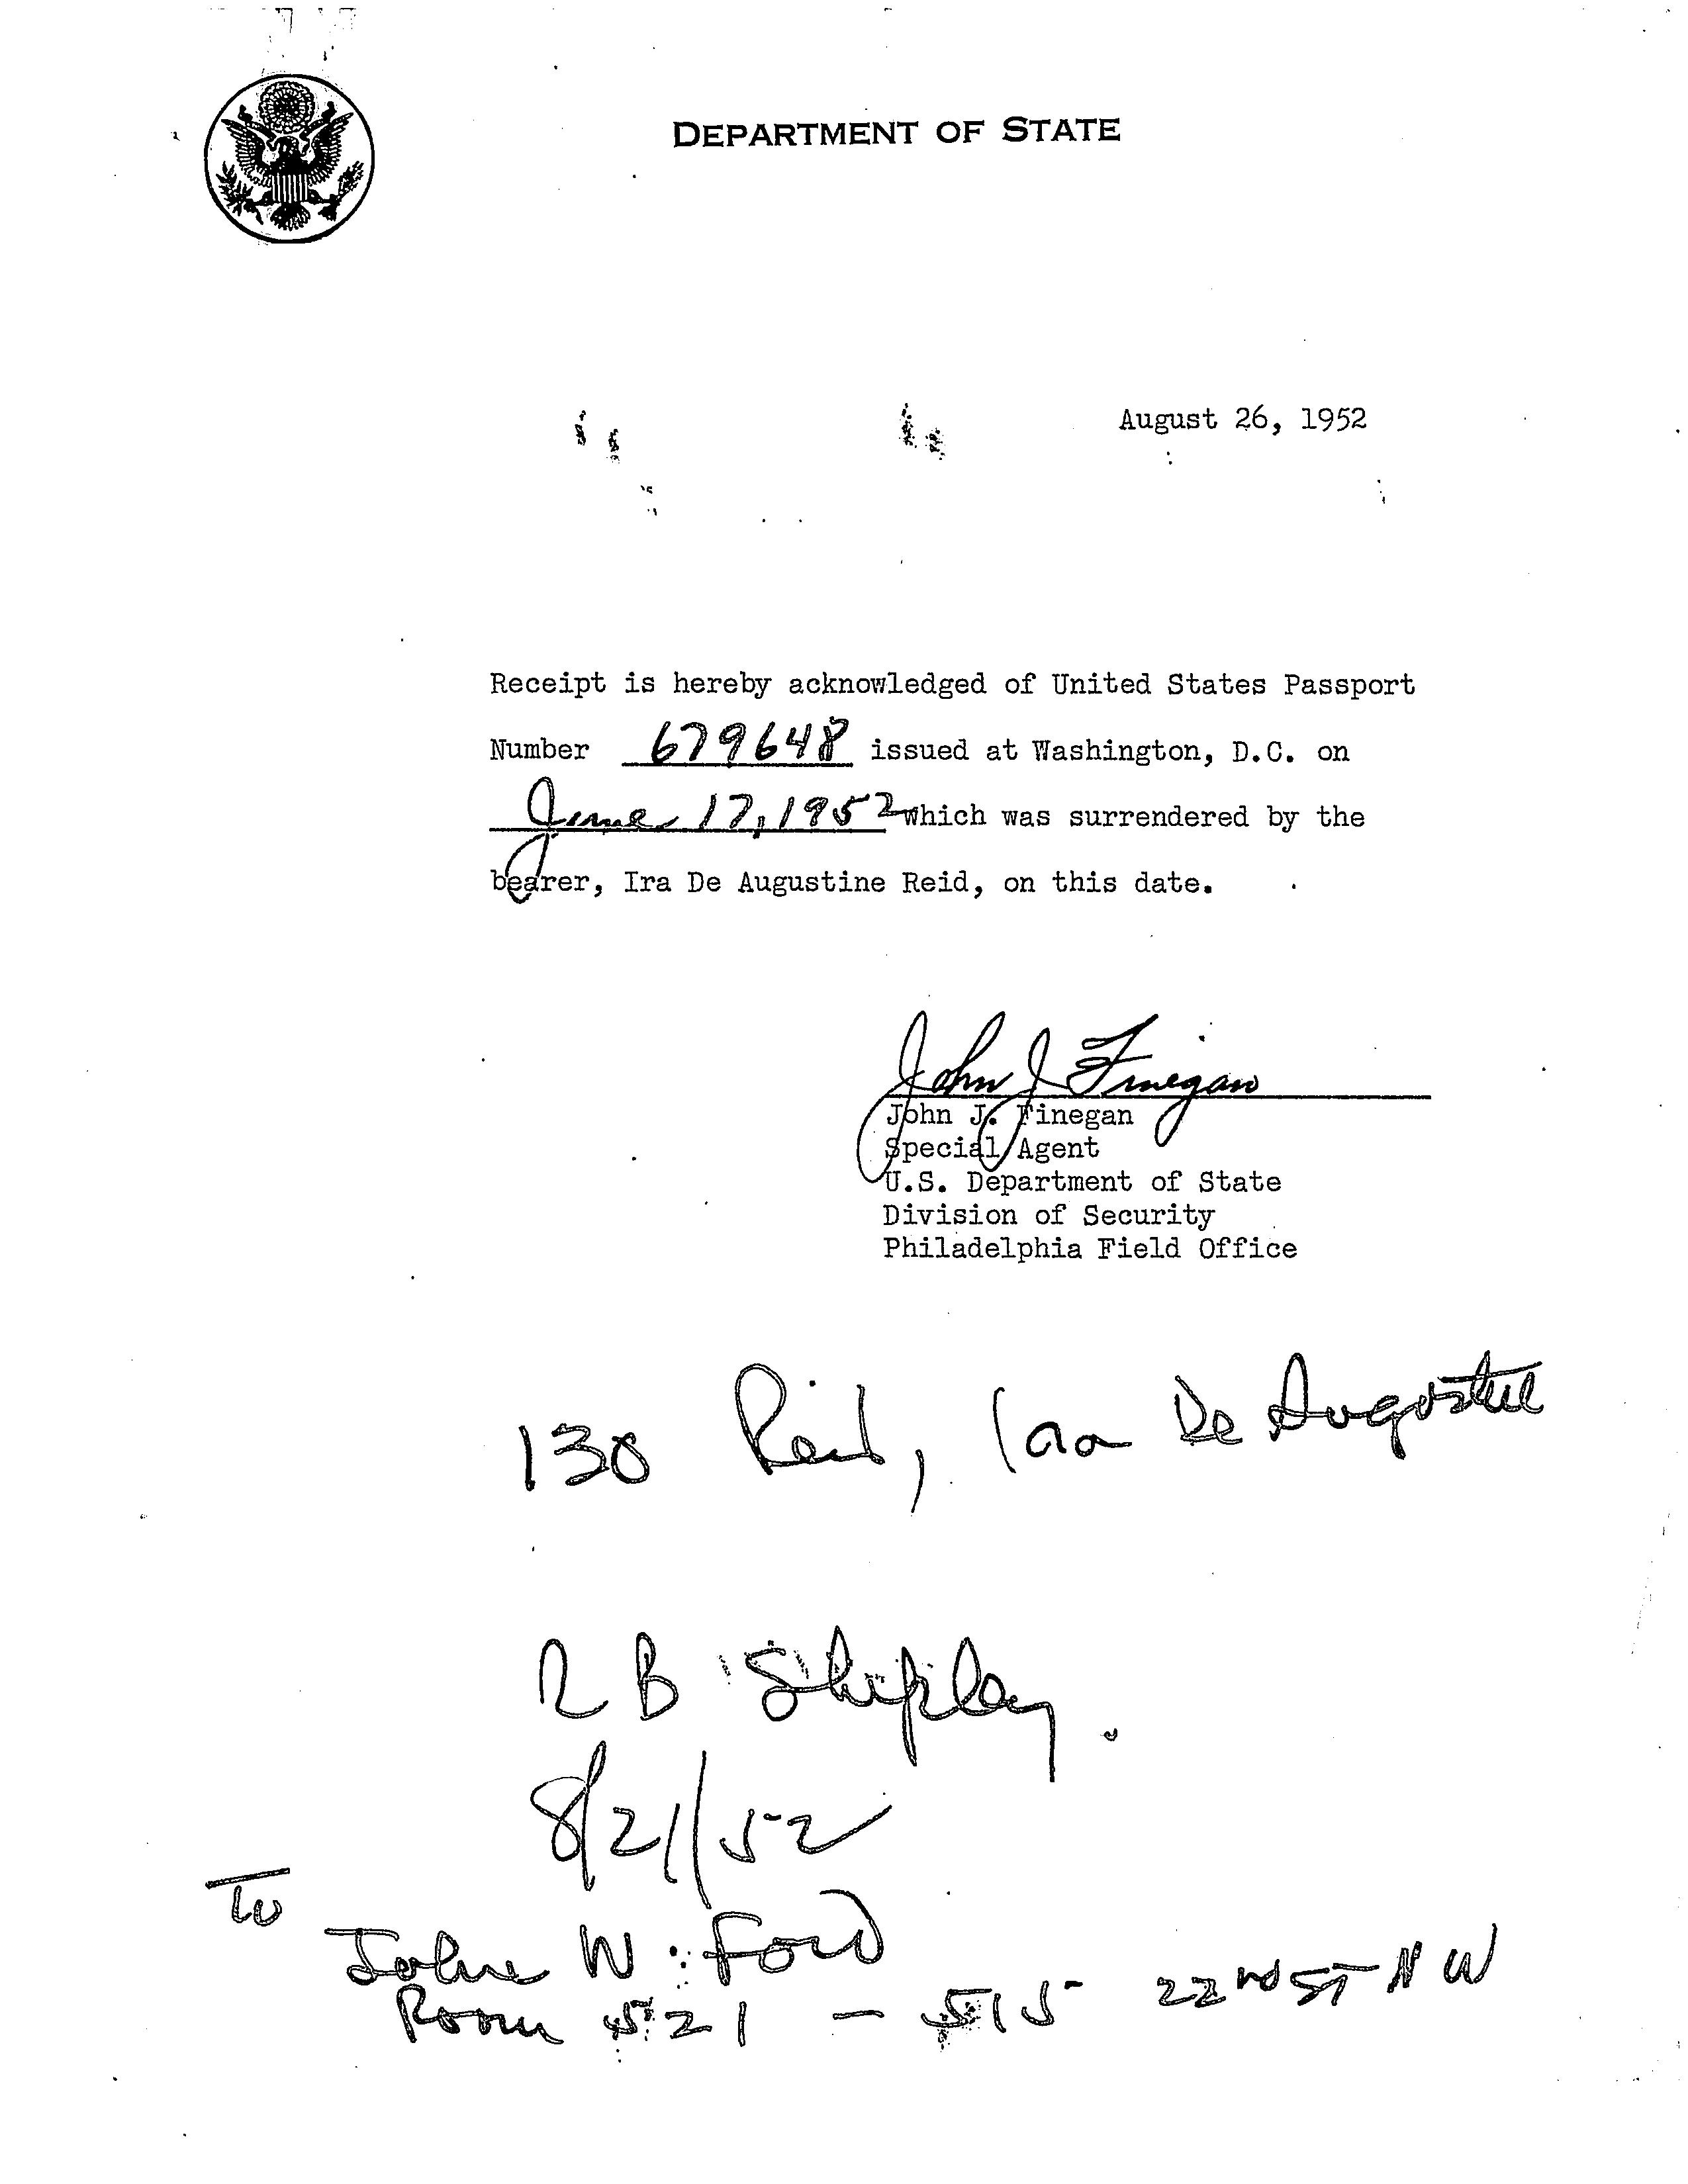 DEPARTMENT OF STATE
August 26, 1952
Receipt is hereby acknowledged of United States Passport
Number 679648 issued at Washington, D.C. on
June 17, 1952 which was surrendered by the
bearer, Ira De Augustine Reid, on this date.
John J Finegan
John J. Finegan
Special Agent
U.S. Department of State
Division of Security
Philadelphia Field Office
130 Reid, Ira De Augustine
R B Shipley.
8/21/52
To
John W. Ford
Room 521 - 515 22nd ST NW